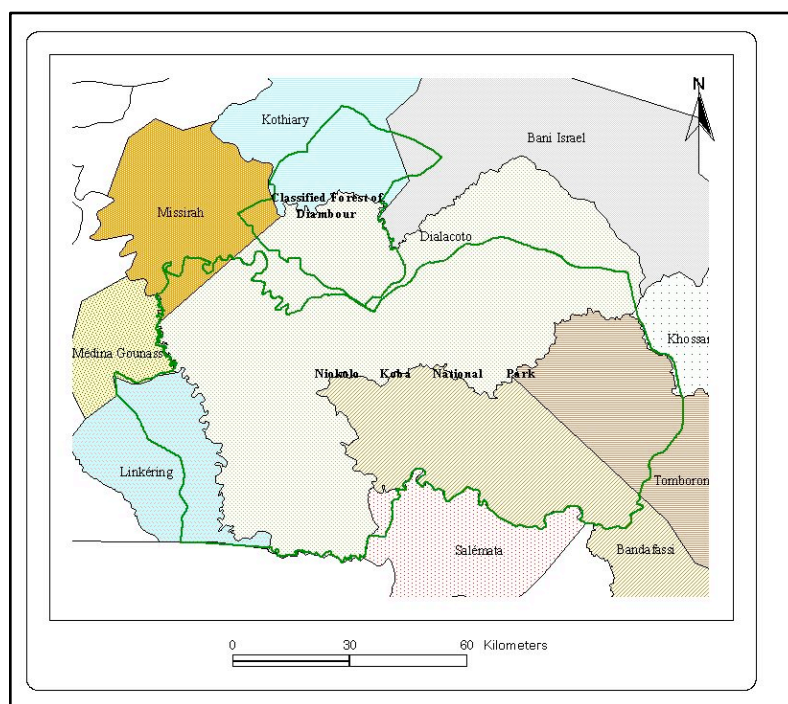 N
Kothiary
Bani Israel
Classified Forest of
Diambour
Missirah
Dialacoto
Khossan
Médina Gounass
Niokolo Koba National Park
Linkéring
Tomboron
Salémata
Bandafassi
0 30 60 Kilometers